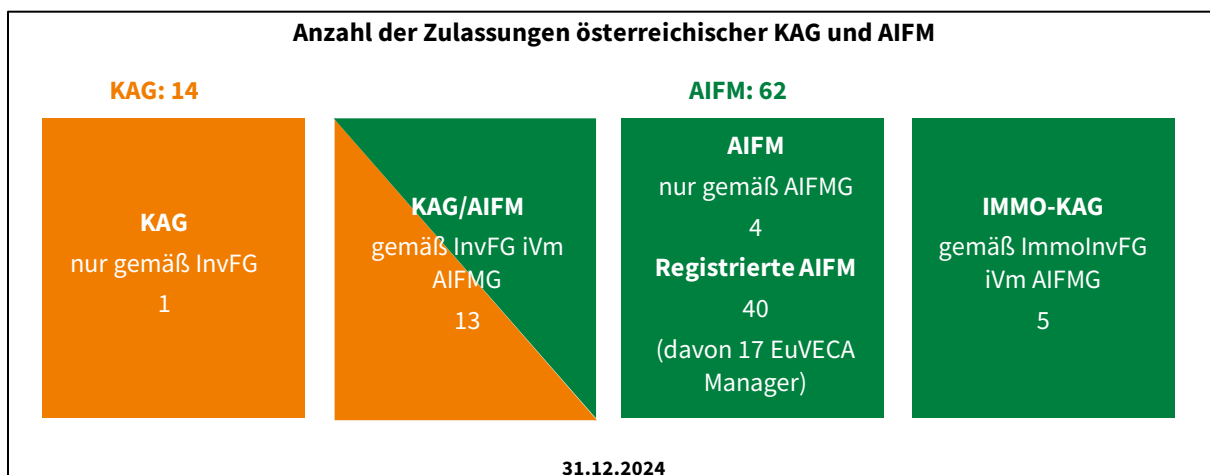 Anzahl der Zulassungen österreichischer KAG und AIFM
KAG: 14
AIFM: 62
KAG
nur gemäß InvFG
1
KAG/AIFM
gemäß InvFG iVm
AIFMG
13
AIFM
nur gemäß AIFMG
4
Registrierte AIFM
40
(davon 17 EuVECA
Manager)
IMMO-KAG
gemäß ImmoInvFG
iVm AIFMG
5
31.12.2024